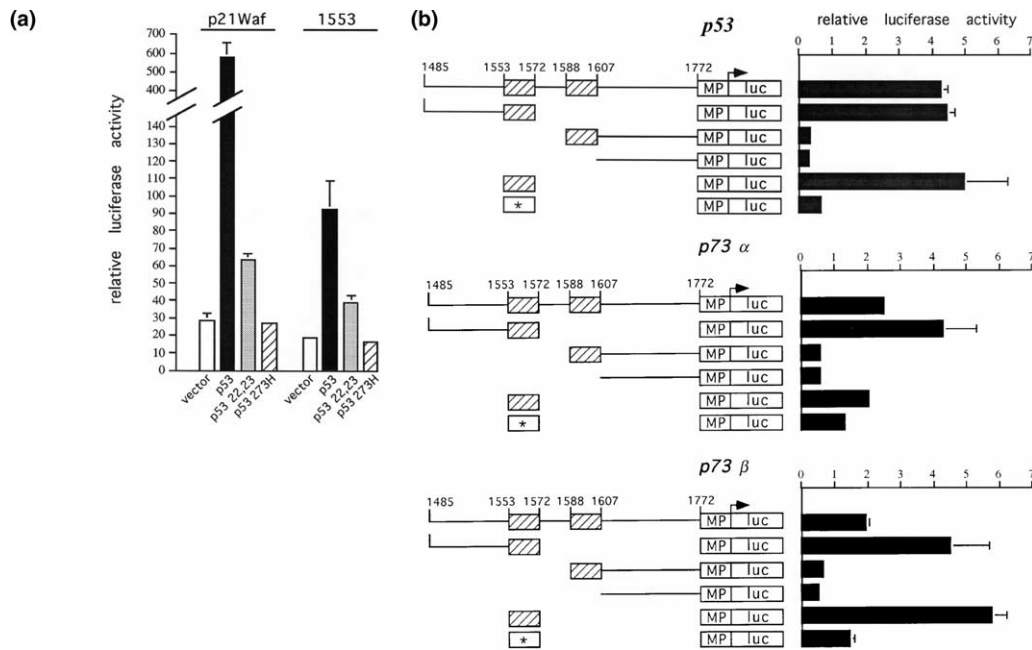 (a)
p21Waf 1553
relative luciferase activity
700
600
500
400
140
120
100
90
80
70
60
50
40
30
20
10
0
vector p53 p53 22,23 p53 273H vector p53 p53 22,23 p53 273H
(b)
p53
relative luciferase activity
0 1 2 3 4 5 6 7
1485 1553 1572 1588 1607 1772
MP luc
MP luc
MP luc
MP luc
MP luc
* MP luc
p73 α
0 1 2 3 4 5 6 7
1485 1553 1572 1588 1607 1772
MP luc
MP luc
MP luc
MP luc
MP luc
* MP luc
p73 β
0 1 2 3 4 5 6 7
1485 1553 1572 1588 1607 1772
MP luc
MP luc
MP luc
MP luc
MP luc
* MP luc